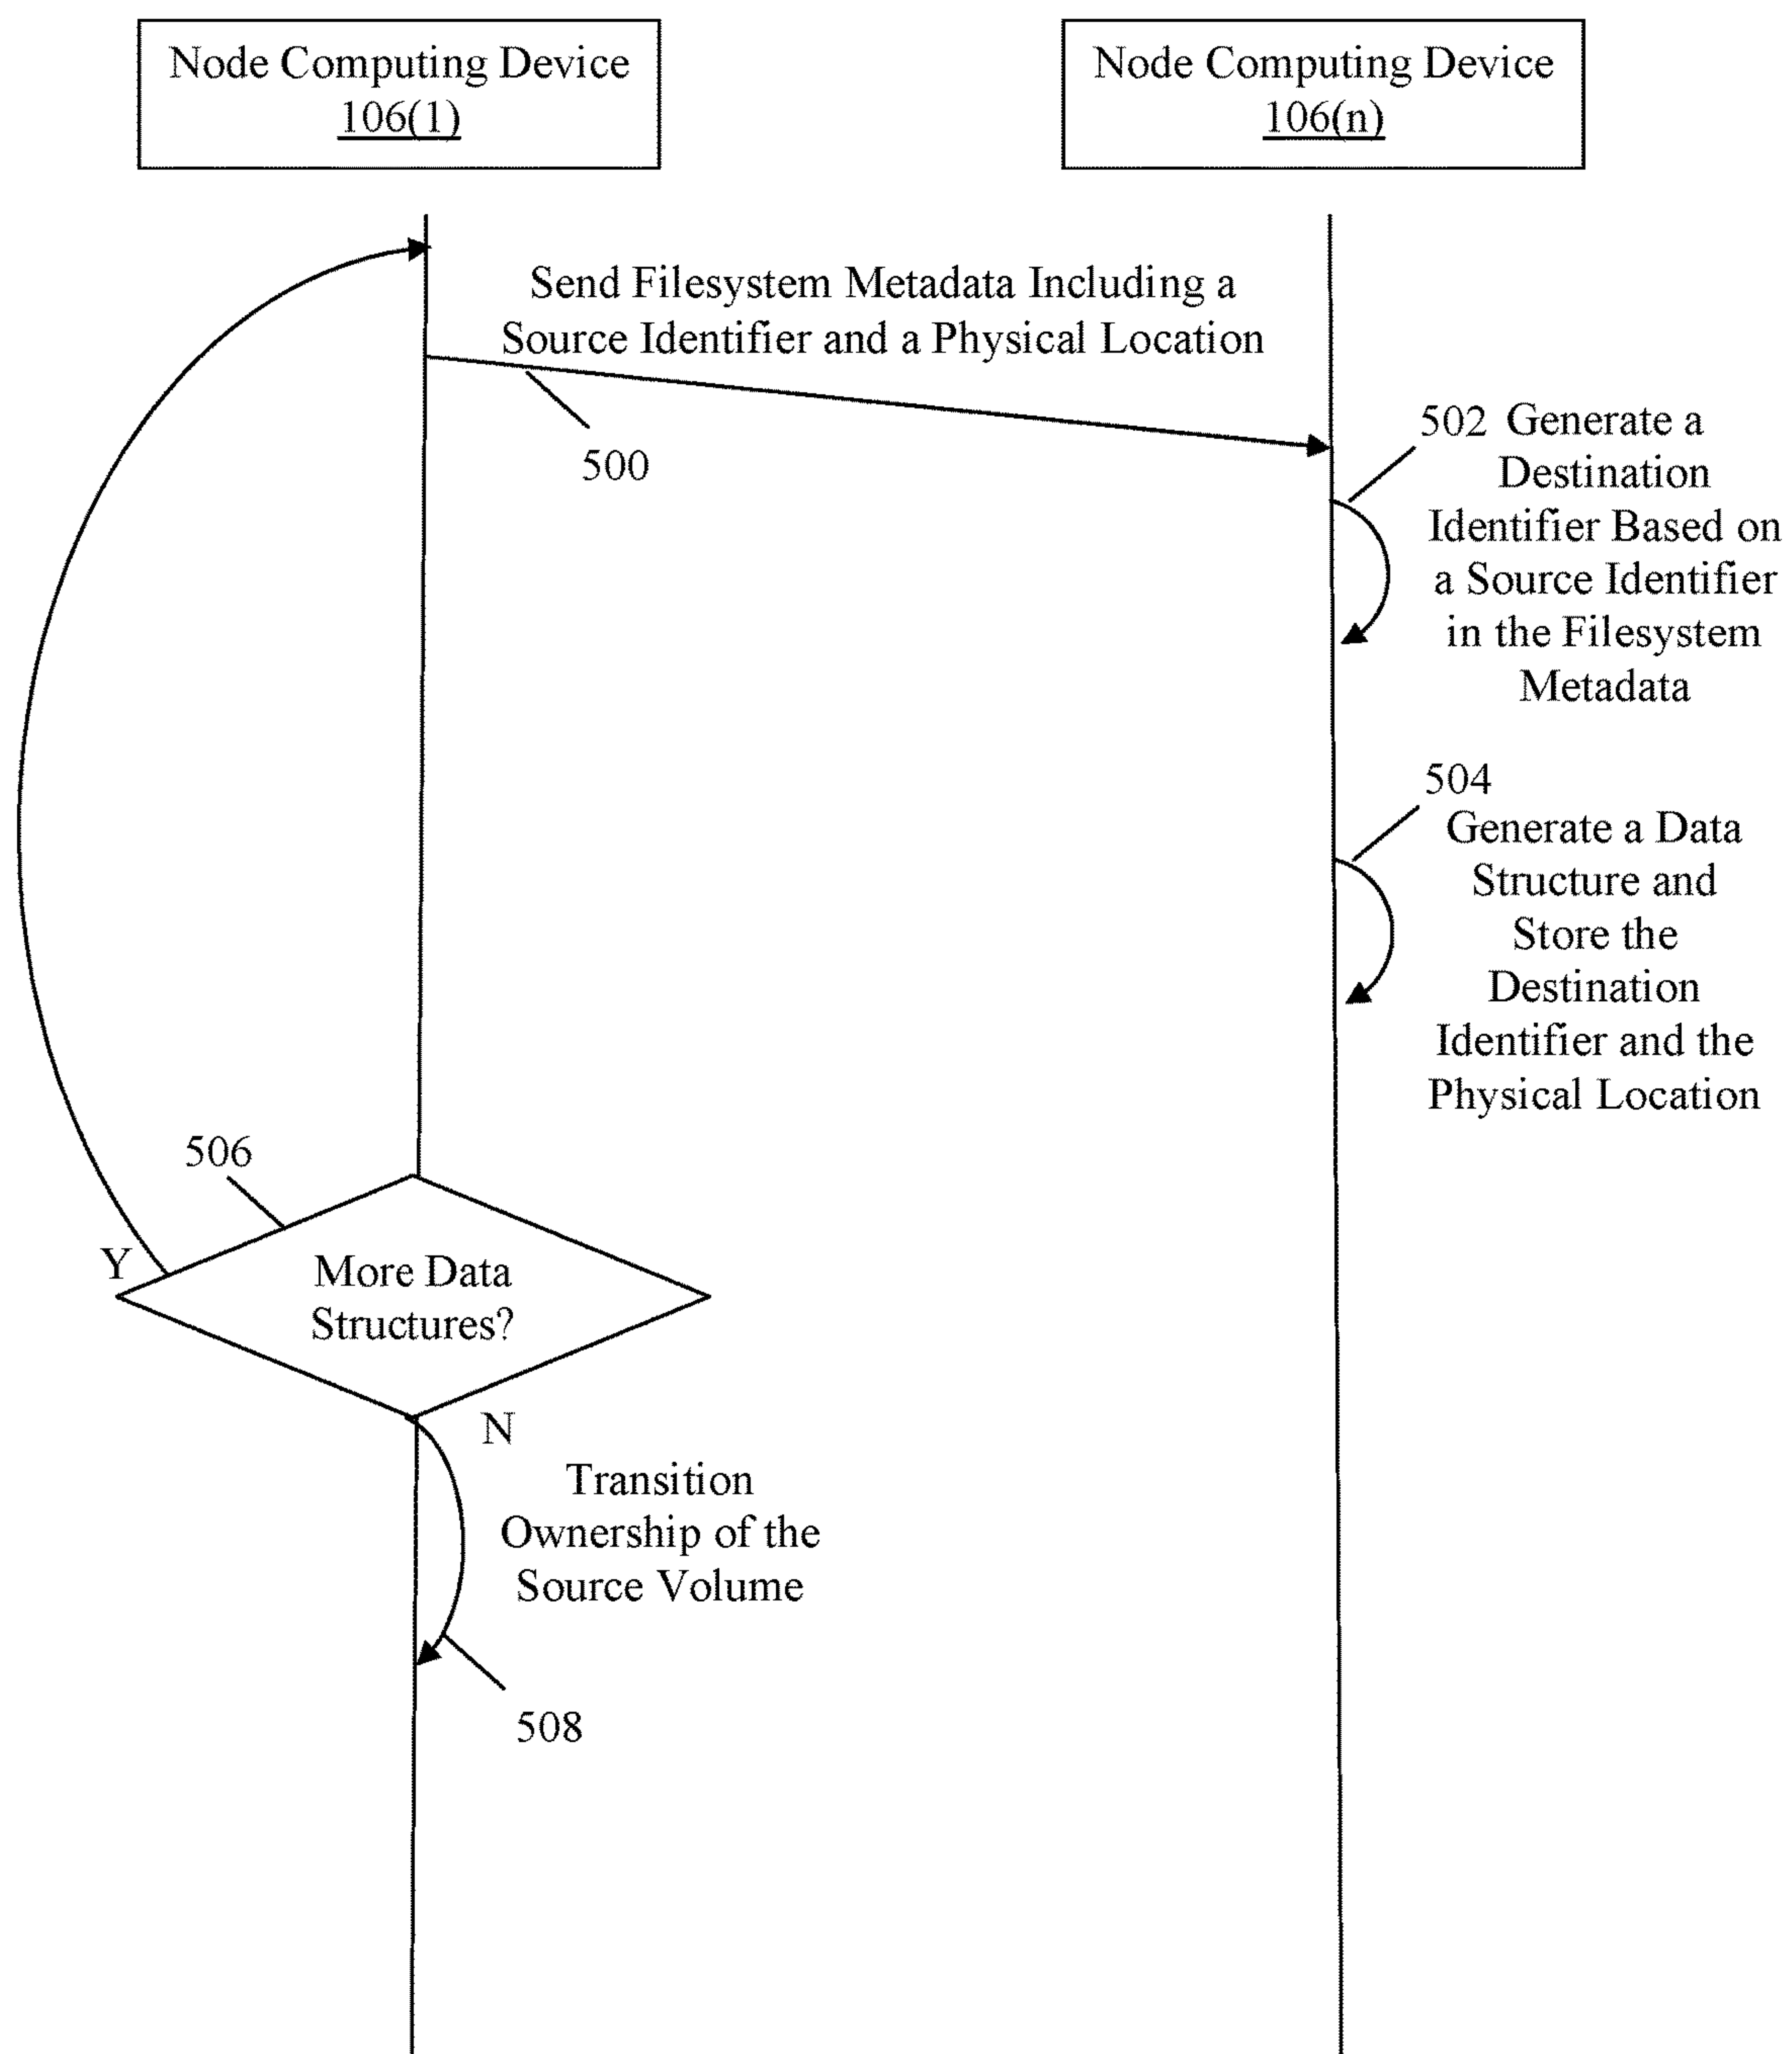 Node Computing Device
106(1)
Node Computing Device
106(n)
Send Filesystem Metadata Including a
Source Identifier and a Physical Location
500
502 Generate a
Destination
Identifier Based on
a Source Identifier
in the Filesystem
Metadata
504
Generate a Data
Structure and
Store the
Destination
Identifier and the
Physical Location
506
Y
More Data
Structures?
N
Transition
Ownership of the
Source Volume
508